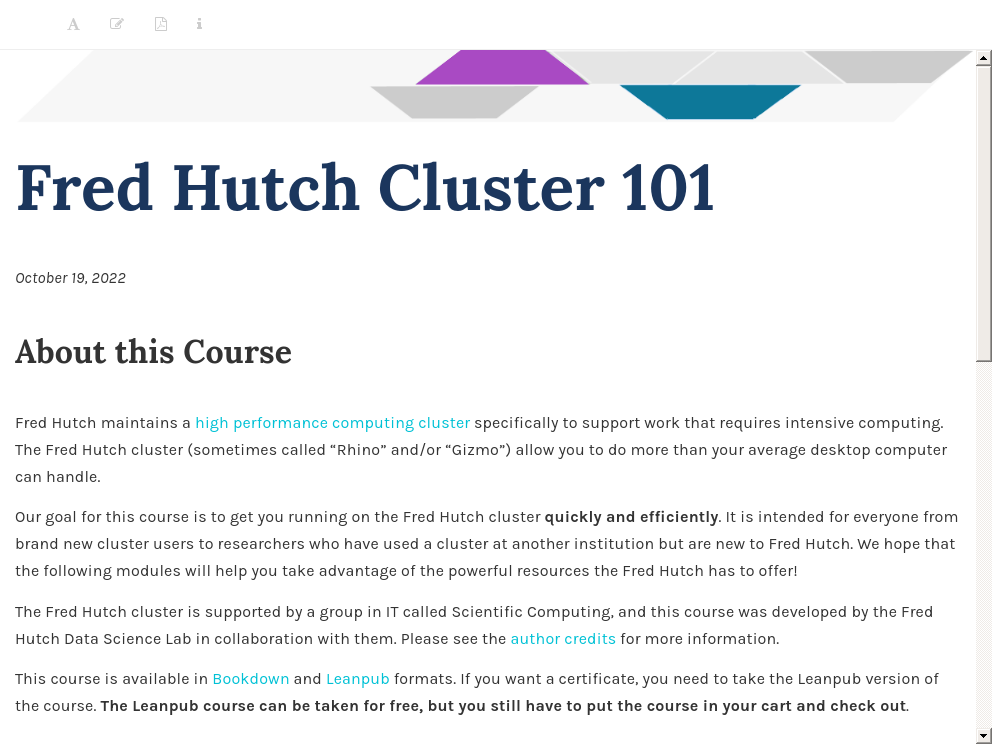 Fred Hutch Cluster 101
October 19, 2022
About this Course
Fred Hutch maintains a high performance computing cluster specifically to support work that requires intensive computing.
The Fred Hutch cluster (sometimes called “Rhino” and/or “Gizmo”) allow you to do more than your average desktop computer
can handle.
Our goal for this course is to get you running on the Fred Hutch cluster quickly and efficiently. It is intended for everyone from
brand new cluster users to researchers who have used a cluster at another institution but are new to Fred Hutch. We hope that
the following modules will help you take advantage of the powerful resources the Fred Hutch has to offer!
The Fred Hutch cluster is supported by a group in IT called Scientific Computing, and this course was developed by the Fred
Hutch Data Science Lab in collaboration with them. Please see the author credits for more information.
This course is available in Bookdown and Leanpub formats. If you want a certificate, you need to take the Leanpub version of
the course. The Leanpub course can be taken for free, but you still have to put the course in your cart and check out.